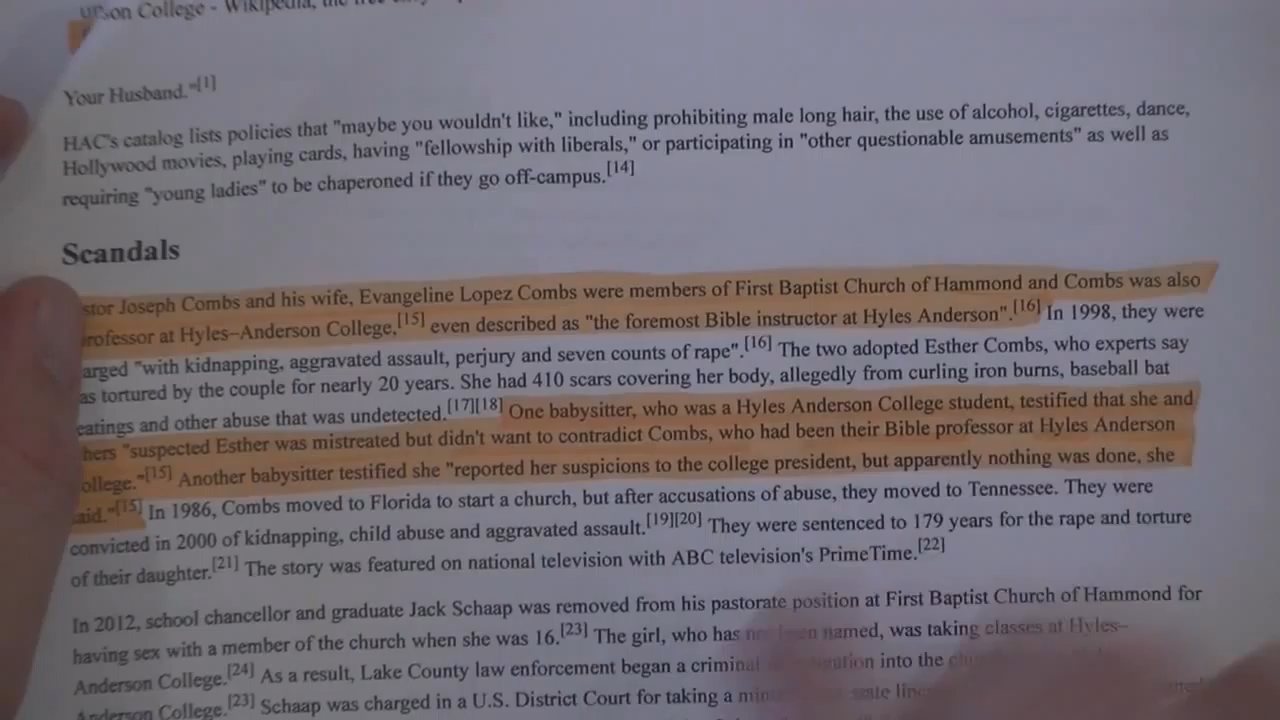 son College - Wikipedia, the free
Your Husband."[1]
HAC's catalog lists policies that "maybe you wouldn't like," including prohibiting male long hair, the use of alcohol, cigarettes, dance,
Hollywood movies, playing cards, having "fellowship with liberals," or participating in "other questionable amusements" as well as
requiring "young ladies" to be chaperoned if they go off-campus.[14]
Scandals
stor Joseph Combs and his wife, Evangeline Lopez Combs were members of First Baptist Church of Hammond and Combs was also
rofessor at Hyles–Anderson College,[15] even described as "the foremost Bible instructor at Hyles Anderson".[16] In 1998, they were
arged "with kidnapping, aggravated assault, perjury and seven counts of rape".[16] The two adopted Esther Combs, who experts say
as tortured by the couple for nearly 20 years. She had 410 scars covering her body, allegedly from curling iron burns, baseball bat
eatings and other abuse that was undetected.[17][18] One babysitter, who was a Hyles Anderson College student, testified that she and
hers "suspected Esther was mistreated but didn't want to contradict Combs, who had been their Bible professor at Hyles Anderson
ollege."[15] Another babysitter testified she "reported her suspicions to the college president, but apparently nothing was done, she
aid."[15] In 1986, Combs moved to Florida to start a church, but after accusations of abuse, they moved to Tennessee. They were
convicted in 2000 of kidnapping, child abuse and aggravated assault.[19][20] They were sentenced to 179 years for the rape and torture
of their daughter.[21] The story was featured on national television with ABC television's PrimeTime.[22]
In 2012, school chancellor and graduate Jack Schaap was removed from his pastorate position at First Baptist Church of Hammond for
having sex with a member of the church when she was 16.[23] The girl, who has not been named, was taking classes at Hyles–
Anderson College.[24] As a result, Lake County law enforcement began a criminal into the
Anderson College.[23] Schaap was charged in a U.S. District Court for taking a state